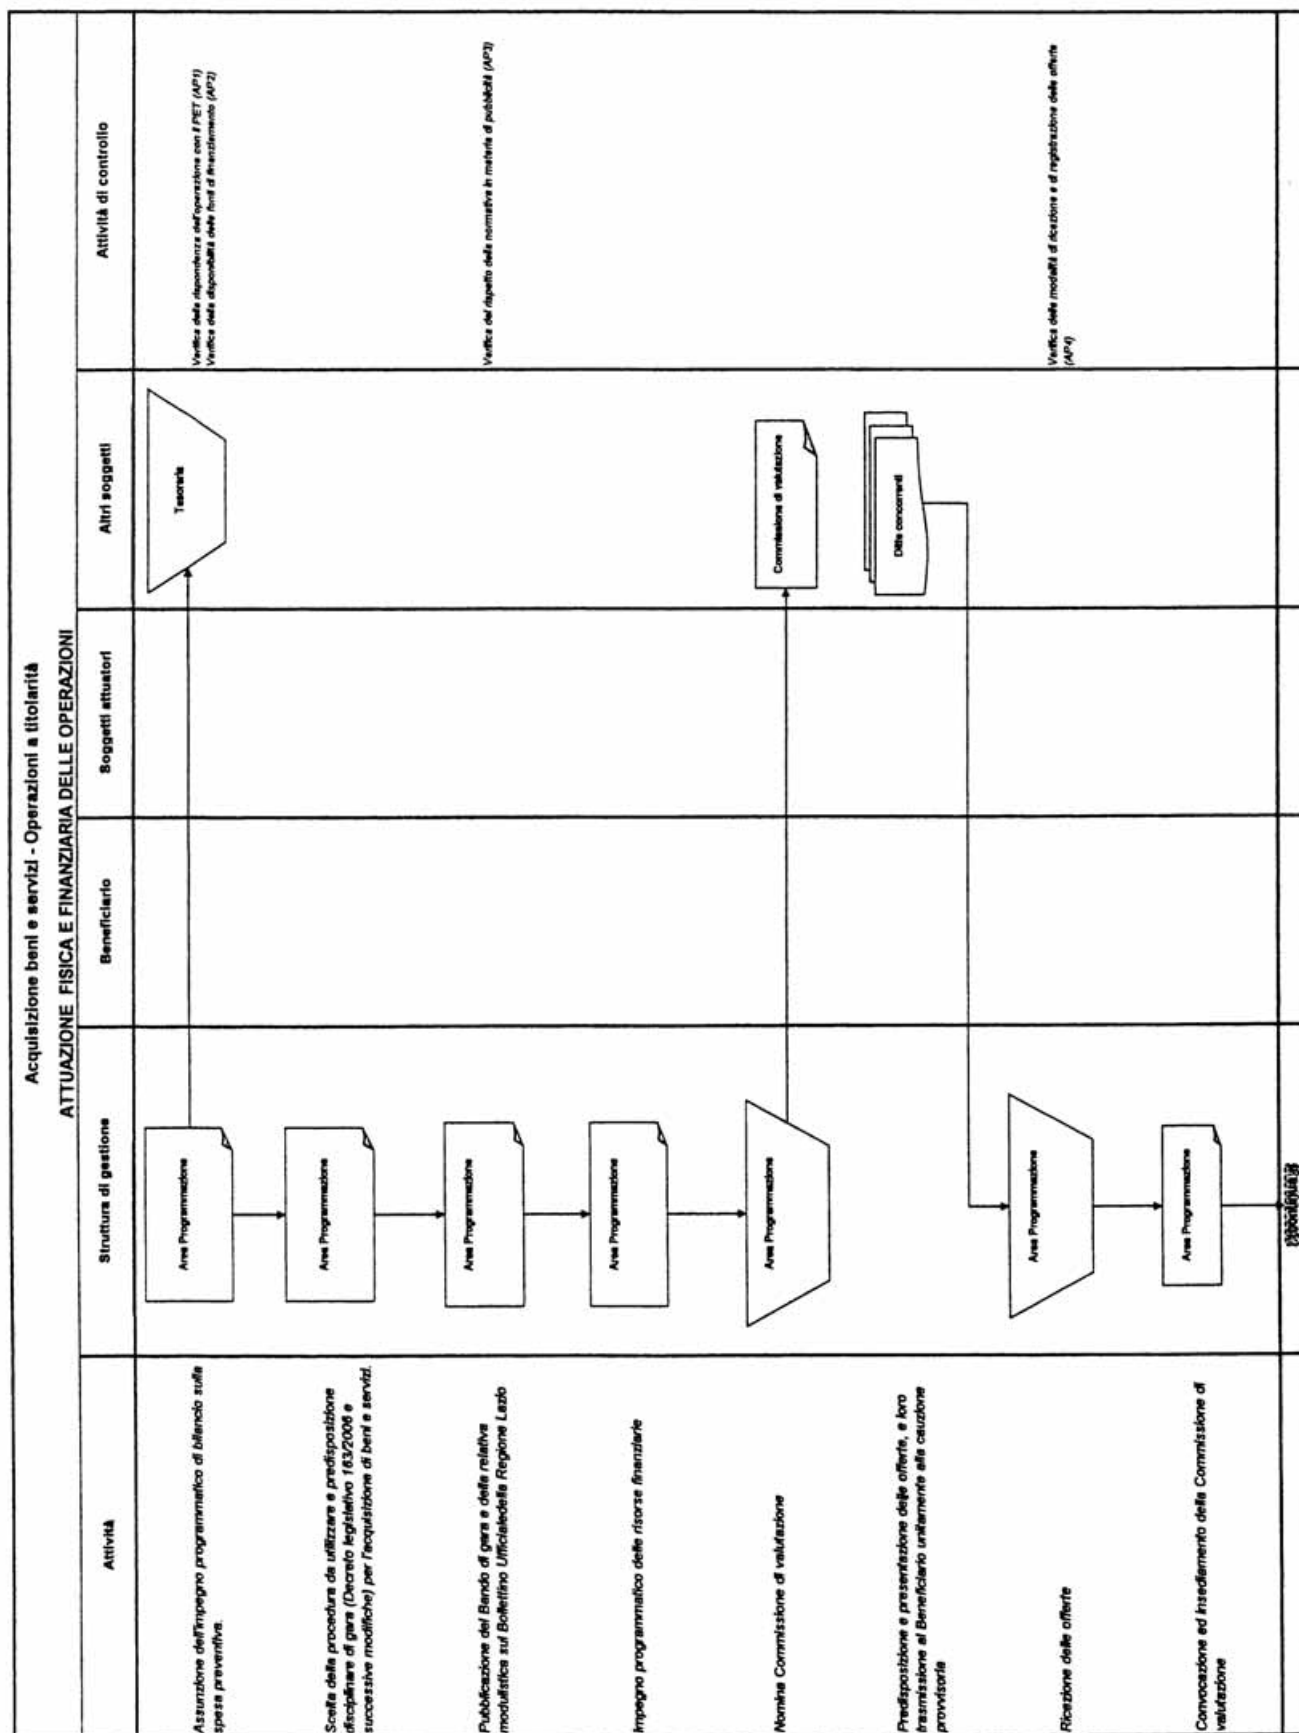 Acquisizione beni e servizi - Operazioni a titolarità
ATTUAZIONE FISICA E FINANZIARIA DELLE OPERAZIONI
Attività
Struttura di gestione
Beneficiario
Soggetti attuatori
Altri soggetti
Attività di controllo
Assunzione dell'impegno programmatico di bilancio sulla
spesa preventiva.
Area Programmazione
Tesoreria
Verifica della rispondenza dell'operazione con il PET (AP1)
Verifica della disponibilità delle fonti di finanziamento (AP2)
Scelta della procedura da utilizzare e predisposizione
disciplinare di gara (Decreto legislativo 163/2006 e
successive modifiche) per l'acquisizione di beni e servizi.
Area Programmazione
Pubblicazione del Bando di gara e della relativa
modulistica sul Bollettino Ufficialedella Regione Lazio
Area Programmazione
Verifica del rispetto della normativa in materia di pubblicità (AP3)
Impegno programmatico delle risorse finanziarie
Area Programmazione
Nomina Commissione di valutazione
Area Programmazione
Commissione di valutazione
Predisposizione e presentazione delle offerte, e loro
trasmissione al Beneficiario unitamente alla cauzione
provvisoria
Ditte concorrenti
Ricezione delle offerte
Area Programmazione
Verifica delle modalità di ricezione e di registrazione delle offerte
(AP4)
Convocazione ed insediamento della Commissione di
valutazione
Area Programmazione